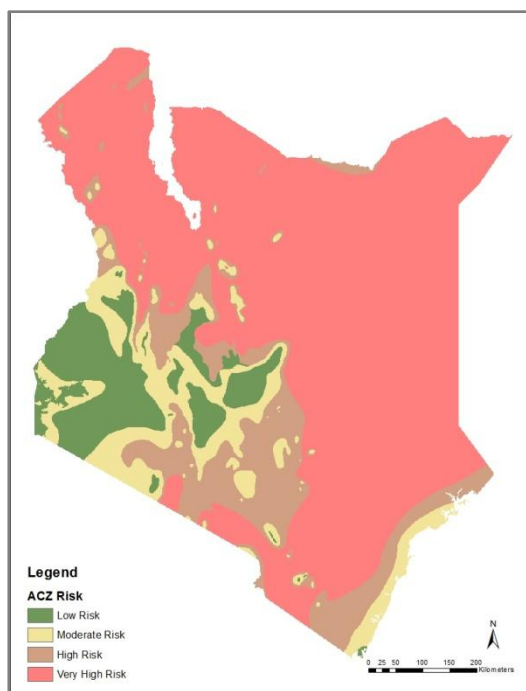 Legend
ACZ Risk
Low Risk
Moderate Risk
High Risk
Very High Risk
N
0 25 50 100 150 200
Kilometers